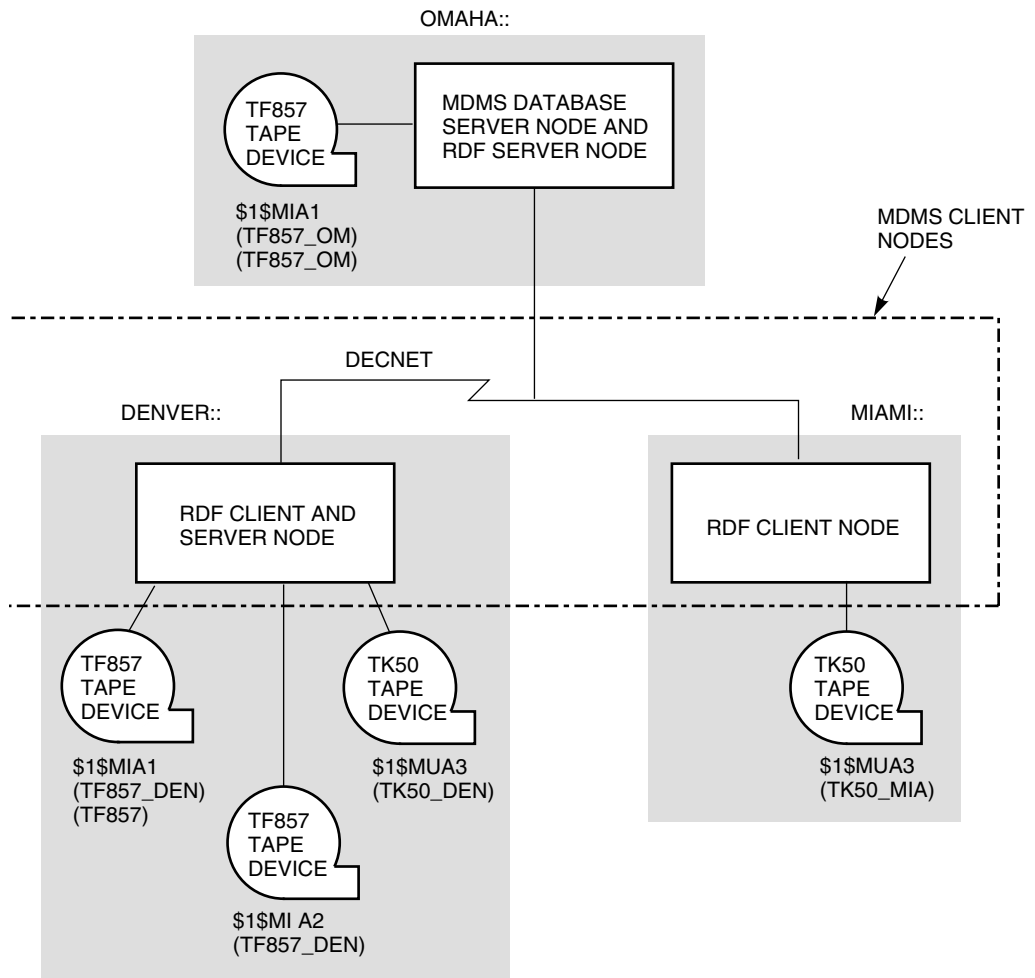 OMAHA::
TF857
TAPE
DEVICE
MDMS DATABASE
SERVER NODE AND
RDF SERVER NODE
$1$MIA1
(TF857_OM)
(TF857_OM)
MDMS CLIENT
NODES
DECNET
DENVER::
MIAMI::
RDF CLIENT AND
SERVER NODE
RDF CLIENT NODE
TF857
TAPE
DEVICE
TK50
TAPE
DEVICE
TK50
TAPE
DEVICE
$1$MIA1
(TF857_DEN)
(TF857)
$1$MUA3
(TK50_DEN)
$1$MUA3
(TK50_MIA)
TF857
TAPE
DEVICE
$1$MI A2
(TF857_DEN)